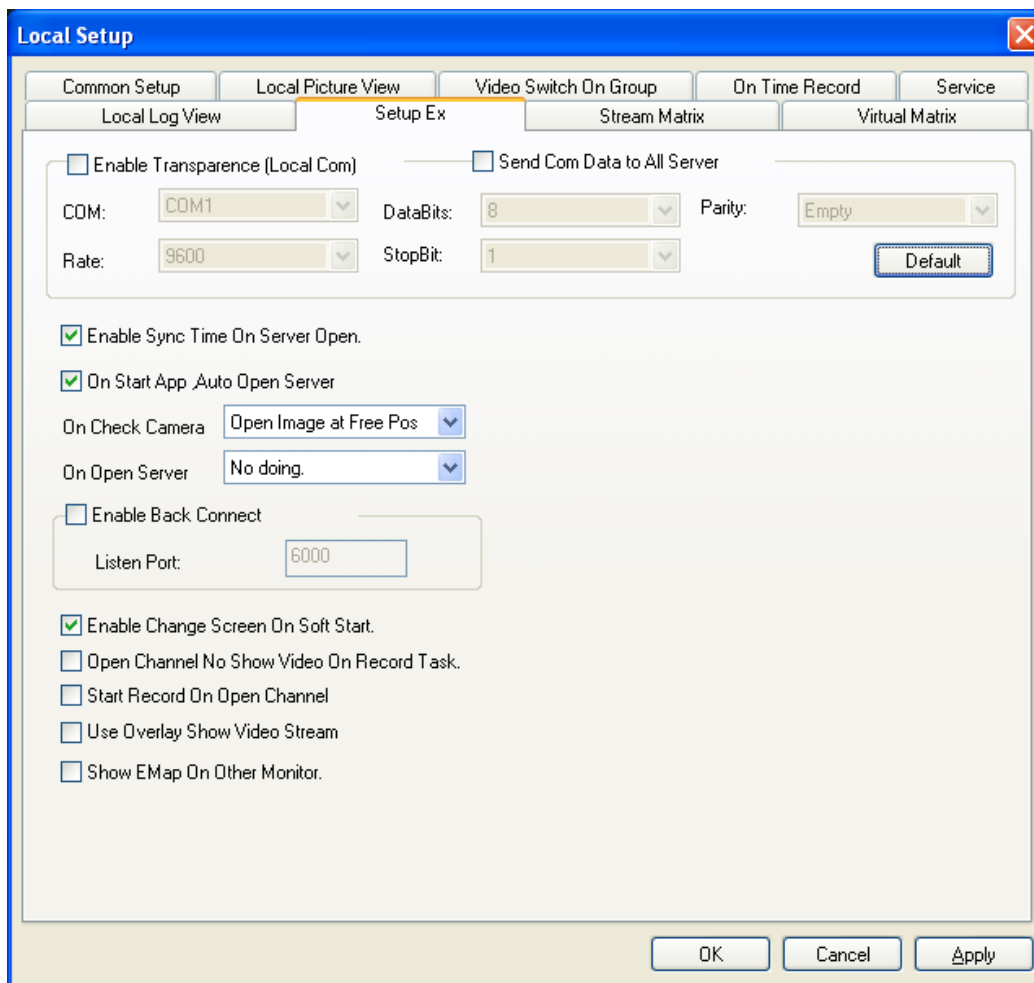 Local Setup
Common Setup Local Picture View Video Switch On Group On Time Record Service
Local Log View Setup Ex Stream Matrix Virtual Matrix
Enable Transparence (Local Com) Send Com Data to All Server
COM: COM1 DataBits: 8 Parity: Empty
Rate: 9600 StopBit: 1 Default
Enable Sync Time On Server Open.
On Start App ,Auto Open Server
On Check Camera Open Image at Free Pos
On Open Server No doing.
Enable Back Connect
Listen Port: 6000
Enable Change Screen On Soft Start.
Open Channel No Show Video On Record Task.
Start Record On Open Channel
Use Overlay Show Video Stream
Show EMap On Other Monitor.
OK Cancel Apply